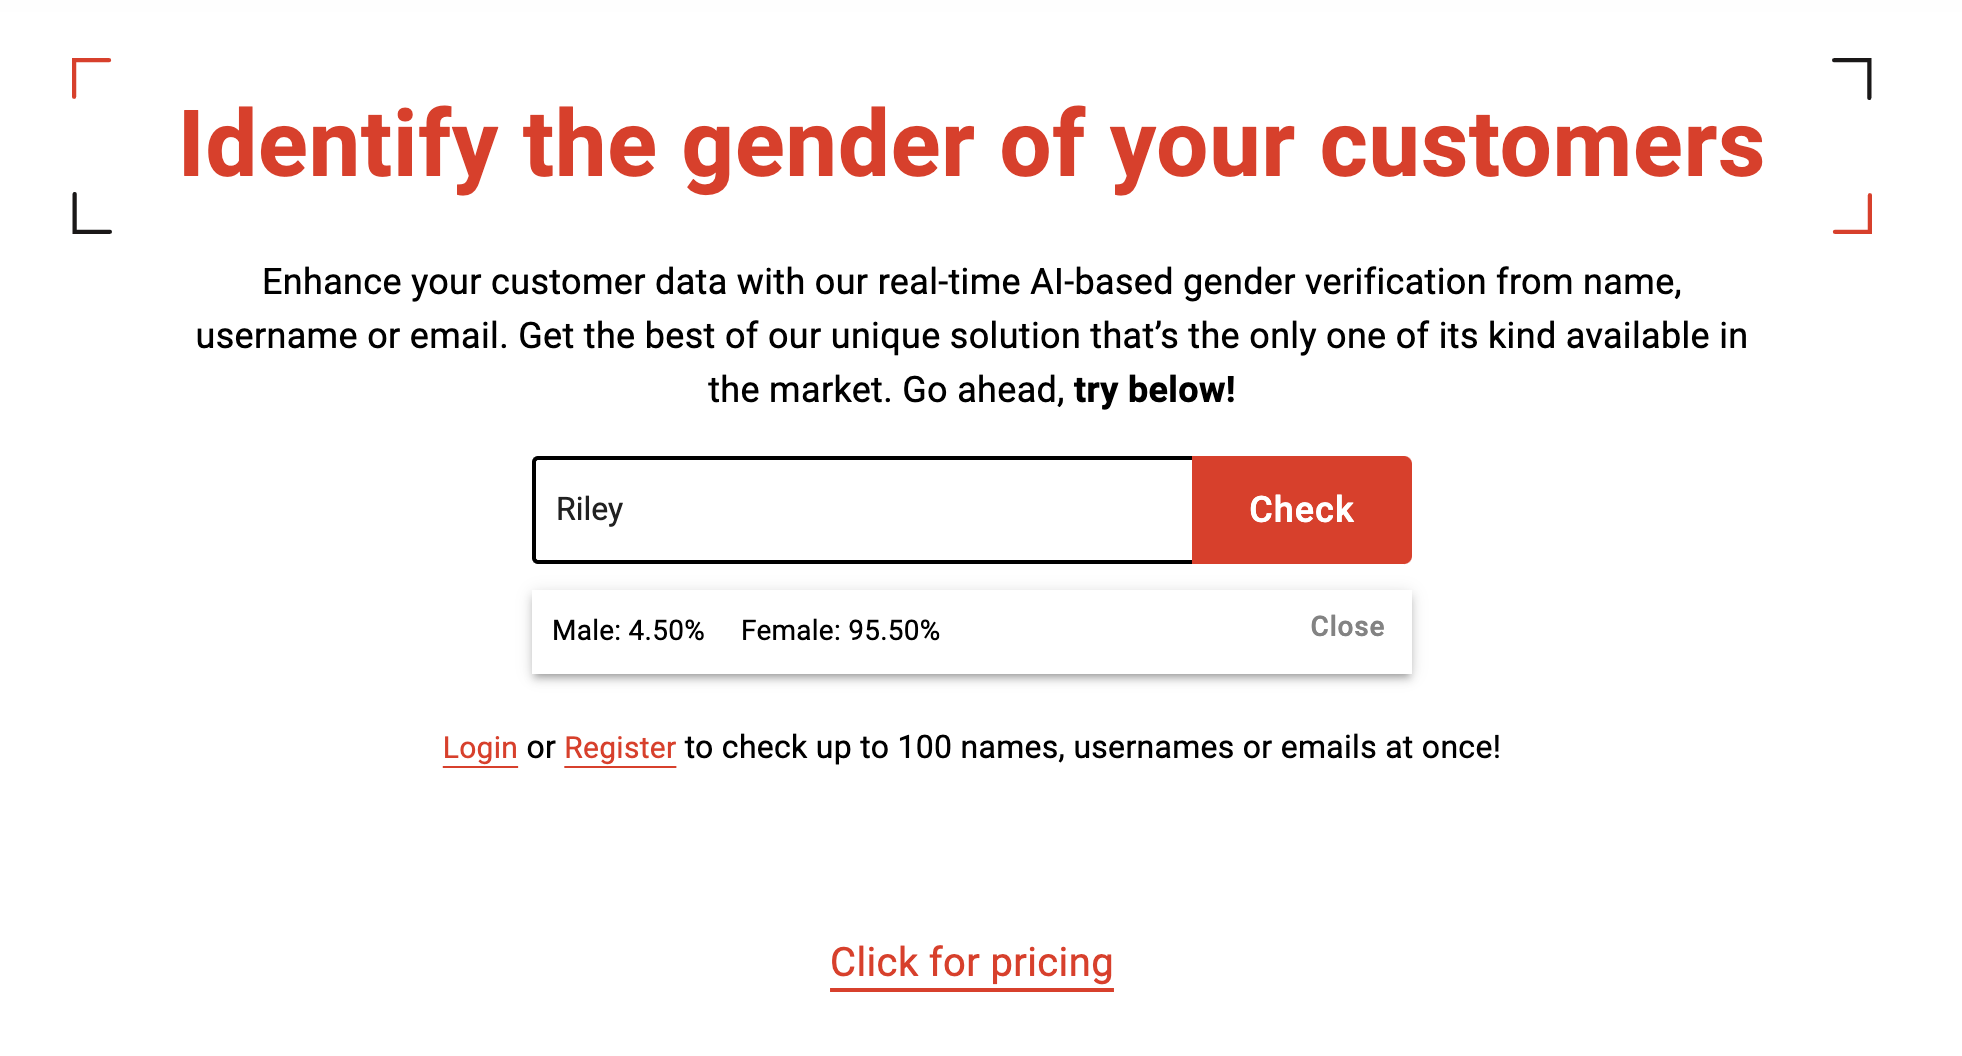 Identify the gender of your customers
Enhance your customer data with our real-time AI-based gender verification from name,
username or email. Get the best of our unique solution that’s the only one of its kind available in
the market. Go ahead, try below!
Riley
Check
Male: 4.50% Female: 95.50%
Close
Login or Register to check up to 100 names, usernames or emails at once!
Click for pricing